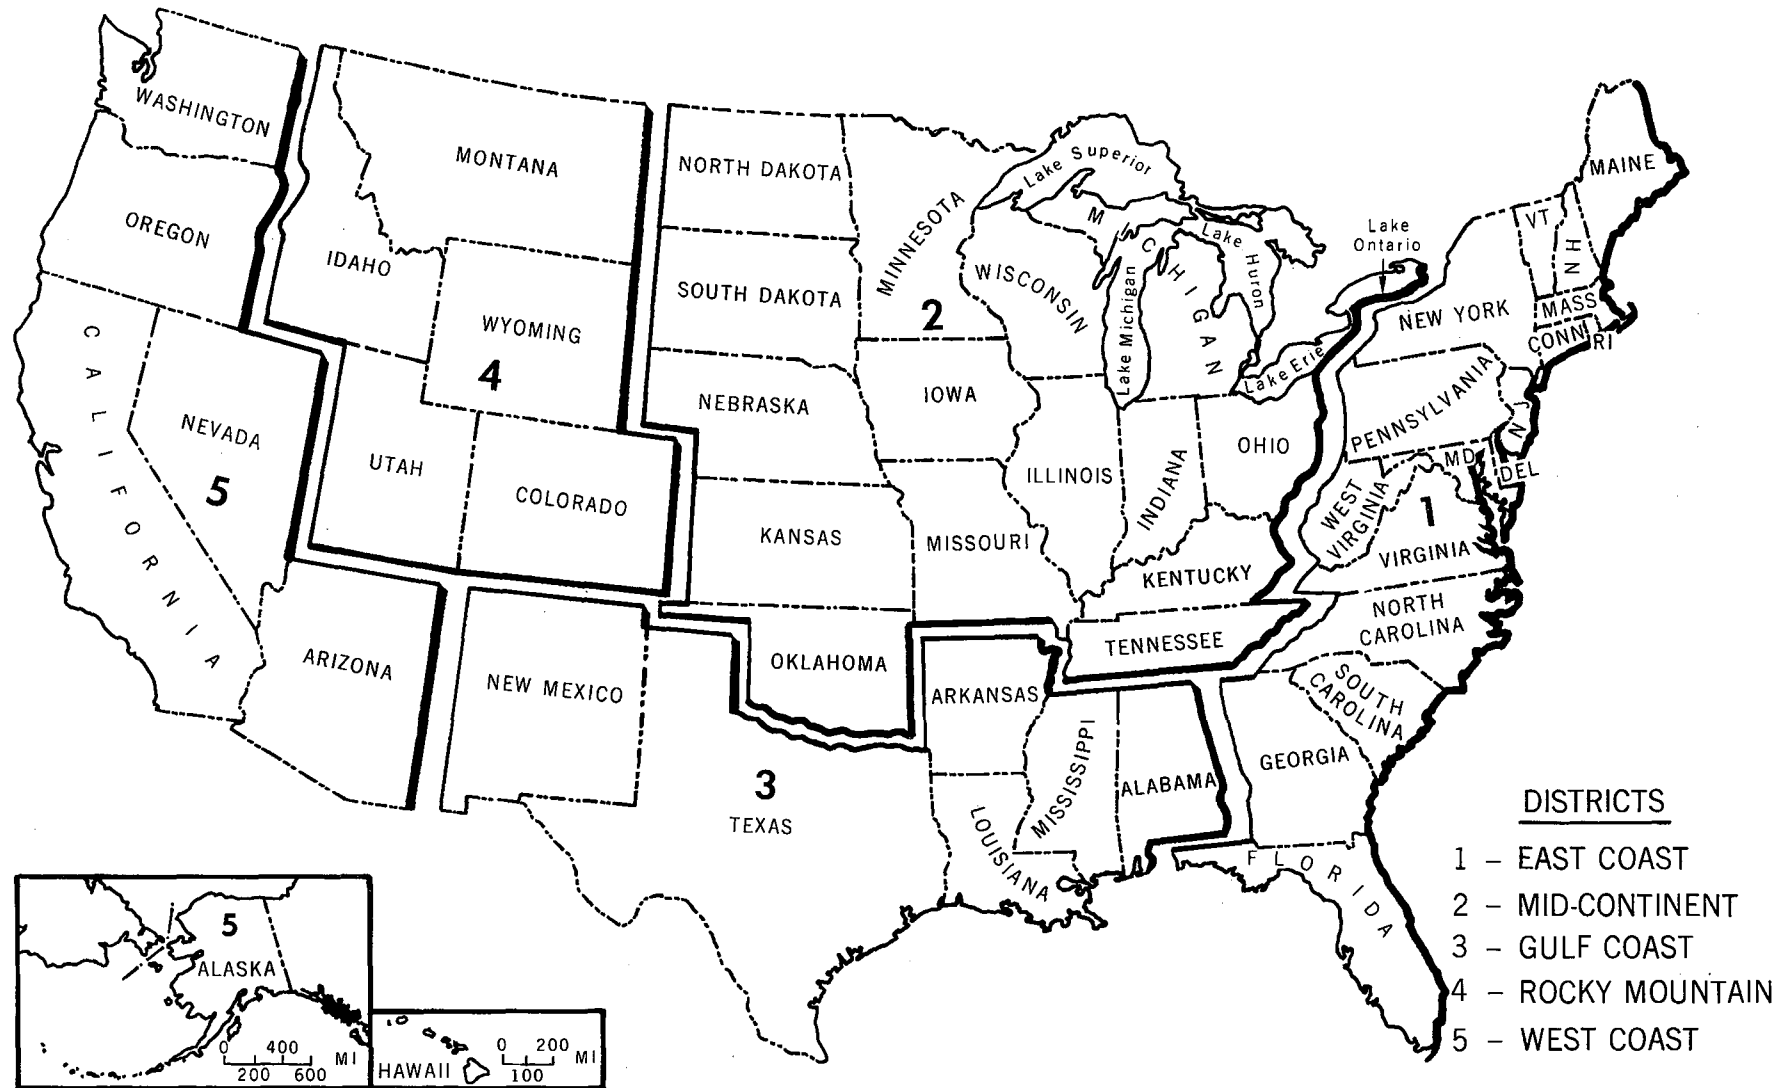 WASHINGTON
OREGON
CALIFORNIA
NEVADA
5
IDAHO
MONTANA
WYOMING
4
UTAH
COLORADO
ARIZONA
NEW MEXICO
NORTH DAKOTA
SOUTH DAKOTA
NEBRASKA
KANSAS
OKLAHOMA
3
TEXAS
MINNESOTA
2
IOWA
MISSOURI
ARKANSAS
LOUISIANA
WISCONSIN
ILLINOIS
MICHIGAN
Lake Superior
Lake Michigan
Lake
Huron
Lake Erie
Lake
Ontario
INDIANA
OHIO
KENTUCKY
TENNESSEE
MISSISSIPPI
ALABAMA
GEORGIA
FLORIDA
SOUTH
CAROLINA
NORTH
CAROLINA
VIRGINIA
1
WEST
VIRGINIA
MD
DEL
NJ
PENNSYLVANIA
NEW YORK
CONN
RI
MASS
VT
NH
MAINE
5
ALASKA
0 400
MI
200 600
HAWAII
0 200
MI
100
DISTRICTS
1 – EAST COAST
2 – MID-CONTINENT
3 – GULF COAST
4 – ROCKY MOUNTAIN
5 – WEST COAST